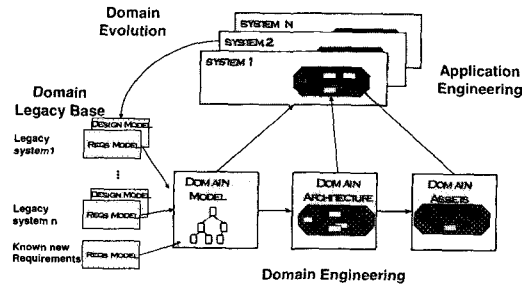 Domain
Evolution
SYSTEM N
SYSTEM 2
SYSTEM 1
Application
Engineering
Domain
Legacy Base
DESIGN MODEL
REQS MODEL
Legacy
system1
DESIGN MODEL
REQS MODEL
Legacy
system n
Known new
Requirements
REQS MODEL
DOMAIN
MODEL
DOMAIN
ARCHITECTURE
DOMAIN
ASSETS
Domain Engineering